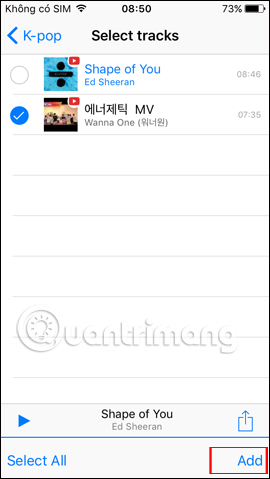 Không có SIM 08:50 73%
K-pop Select tracks
Shape of You
Ed Sheeran
08:46
에너제틱 MV
Wanna One (워너원)
07:35
Quantrimang
Shape of You
Ed Sheeran
Select All Add